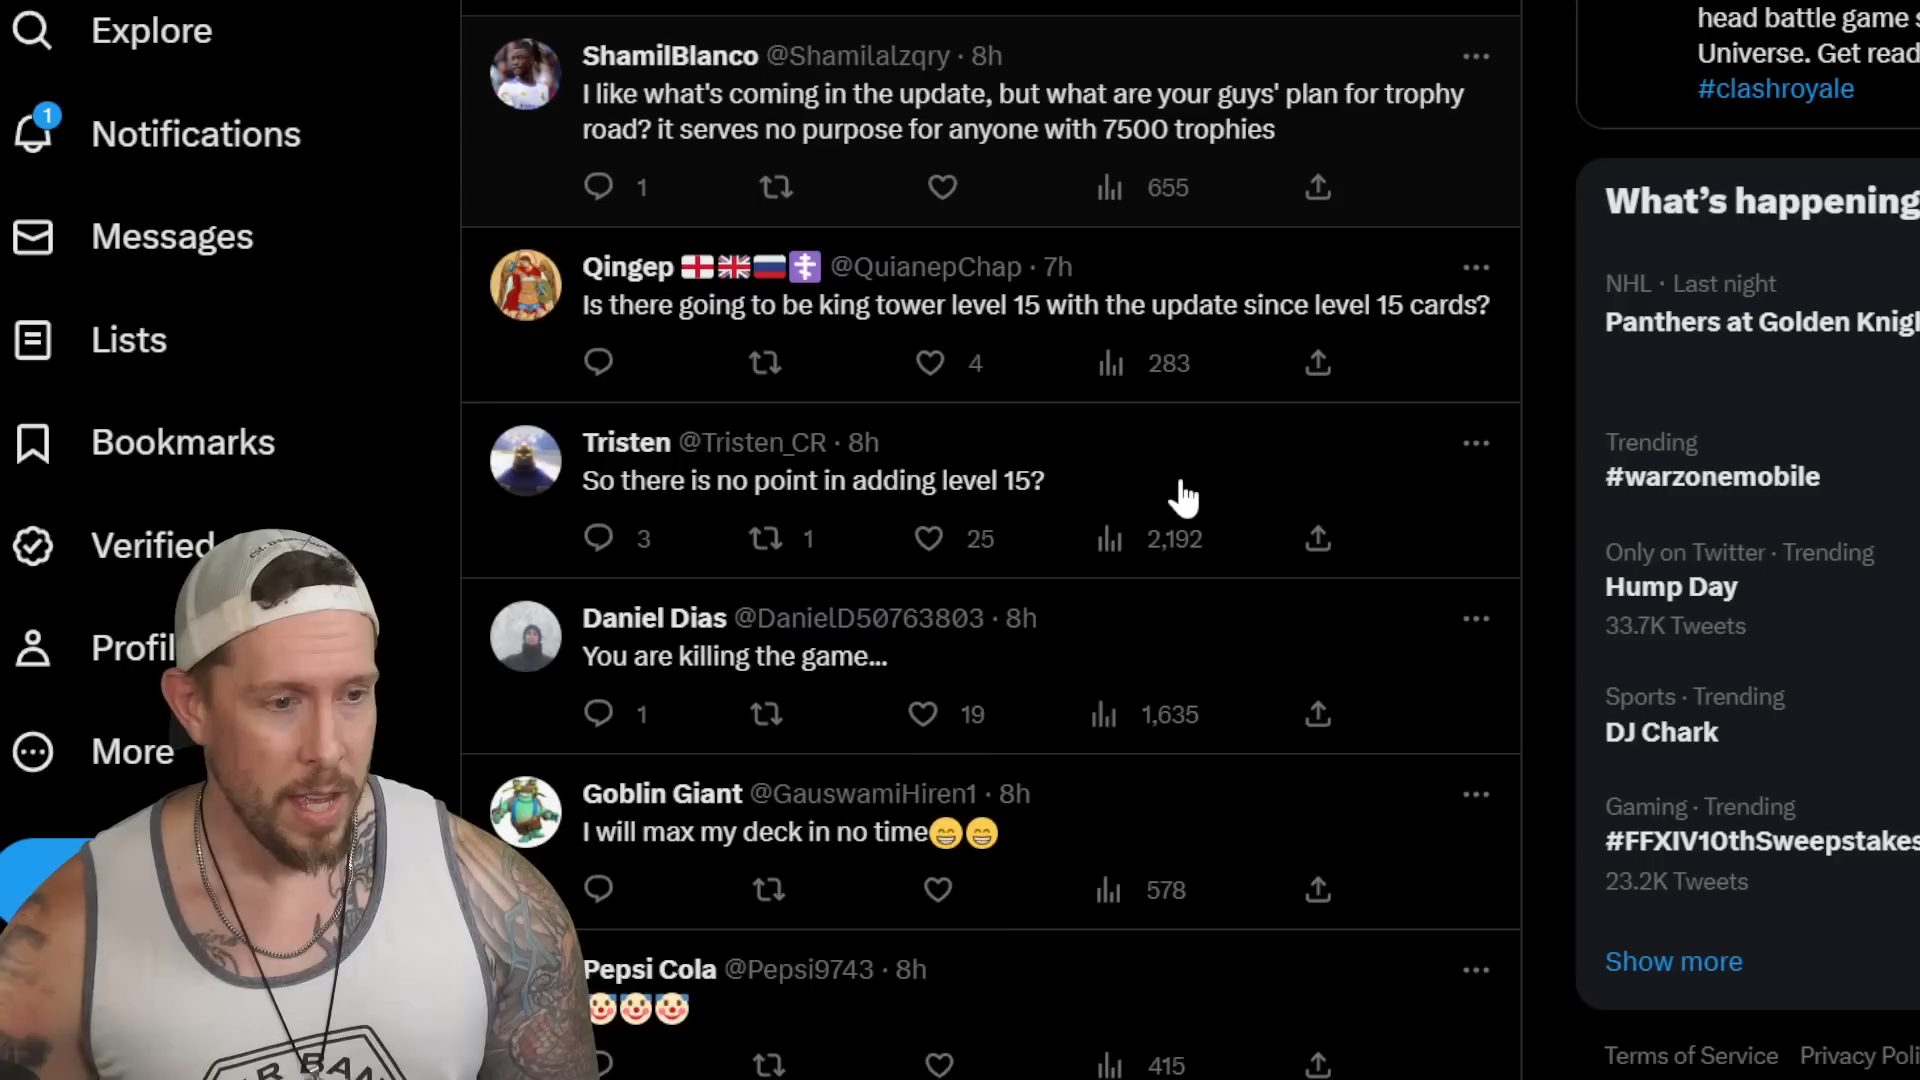 Explore
1
Notifications
Messages
Lists
Bookmarks
Verified
Profil
More
ShamilBlanco @Shamilalzqry · 8h
I like what's coming in the update, but what are your guys' plan for trophy
road? it serves no purpose for anyone with 7500 trophies
1 655
Qingep 🏴󠁧󠁢󠁥󠁮󠁧󠁿🇬🇧🇷🇺☦️ @QuianepChap · 7h
Is there going to be king tower level 15 with the update since level 15 cards?
4 283
Tristen @Tristen_CR · 8h
So there is no point in adding level 15?
3 1 25 2,192
Daniel Dias @DanielD50763803 · 8h
You are killing the game...
1 19 1,635
Goblin Giant @GauswamiHiren1 · 8h
I will max my deck in no time😁😁
578
Pepsi Cola @Pepsi9743 · 8h
🤡🤡🤡
415
head battle game s
Universe. Get read
#clashroyale
What's happening
NHL · Last night
Panthers at Golden Knigh
Trending
#warzonemobile
Only on Twitter · Trending
Hump Day
33.7K Tweets
Sports · Trending
DJ Chark
Gaming · Trending
#FFXIV10thSweepstakes
23.2K Tweets
Show more
Terms of Service Privacy Poli